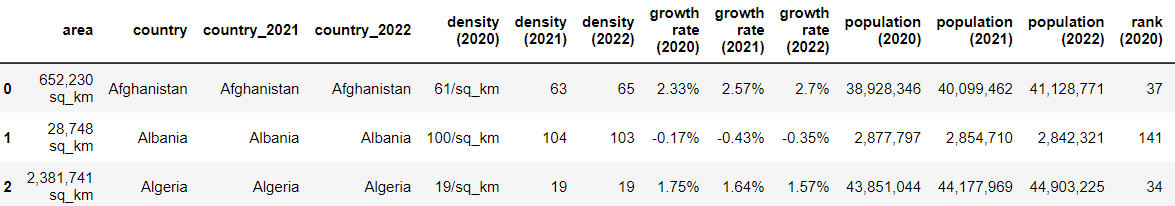 area country country_2021 country_2022 density (2020) density (2021) density (2022) growth rate (2020) growth rate (2021) growth rate (2022) population (2020) population (2021) population (2022) rank (2020)
0 652,230 sq_km Afghanistan Afghanistan Afghanistan 61/sq_km 63 65 2.33% 2.57% 2.7% 38,928,346 40,099,462 41,128,771 37
1 28,748 sq_km Albania Albania Albania 100/sq_km 104 103 -0.17% -0.43% -0.35% 2,877,797 2,854,710 2,842,321 141
2 2,381,741 sq_km Algeria Algeria Algeria 19/sq_km 19 19 1.75% 1.64% 1.57% 43,851,044 44,177,969 44,903,225 34